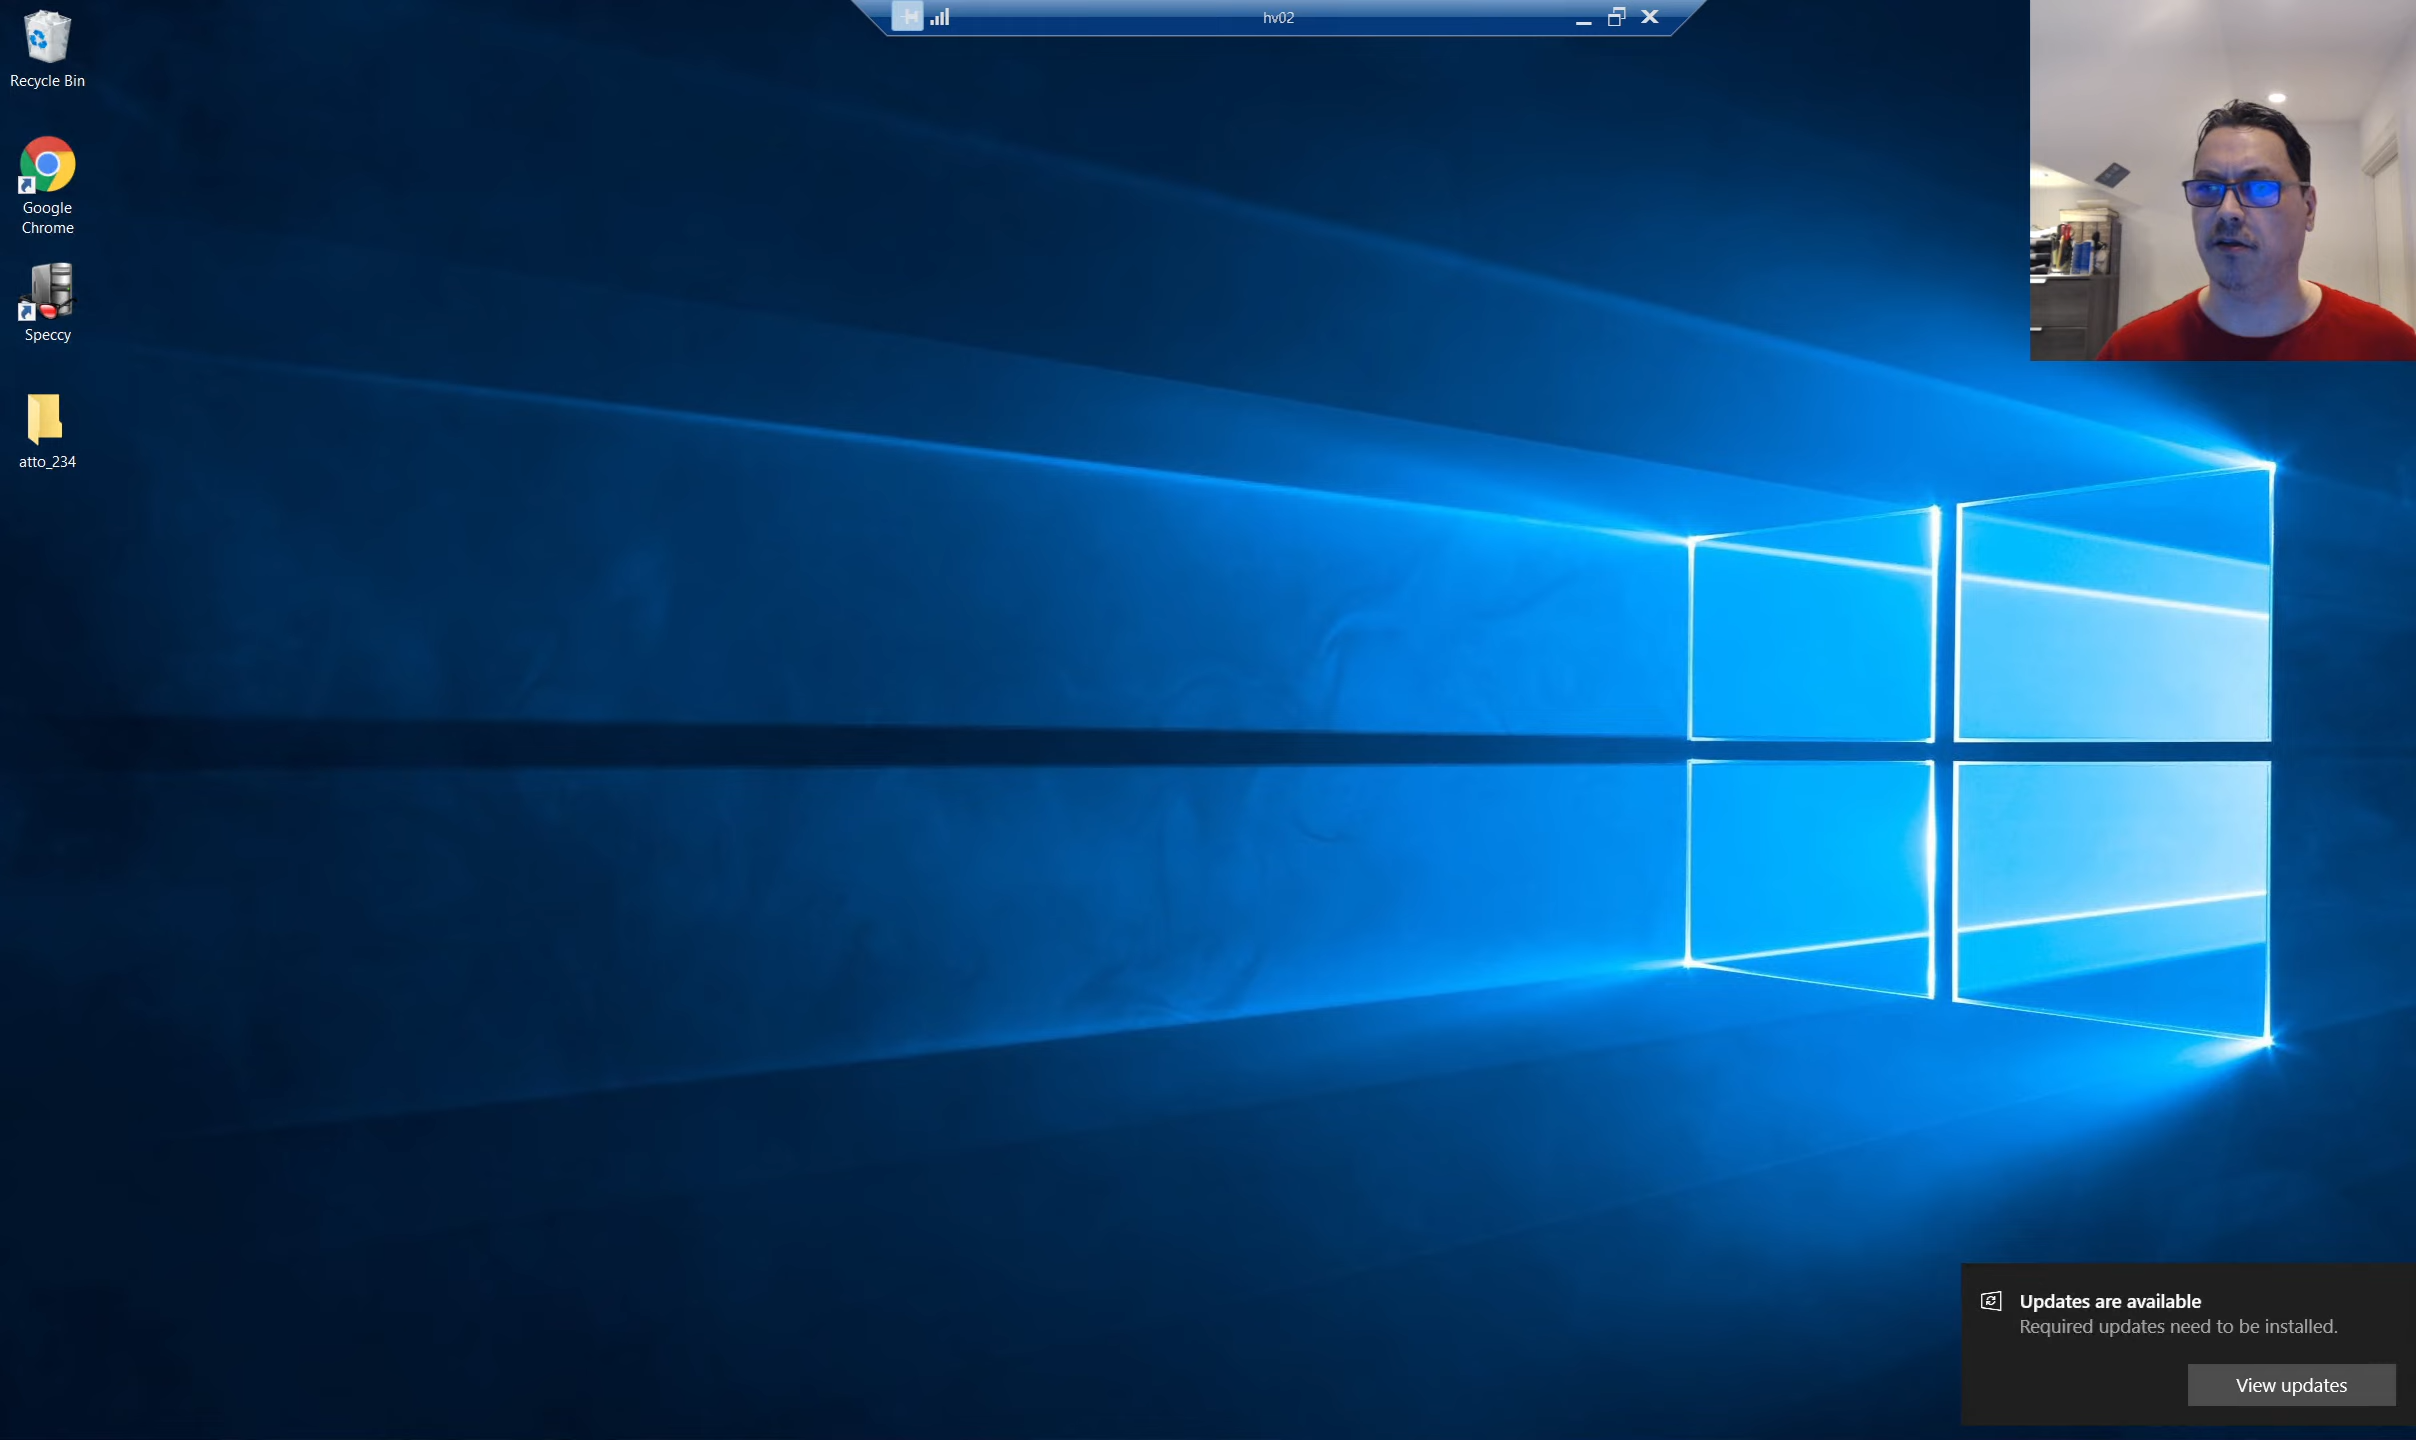 hv02
Recycle Bin
Google
Chrome
Speccy
atto_234
Updates are available
Required updates need to be installed.
View updates